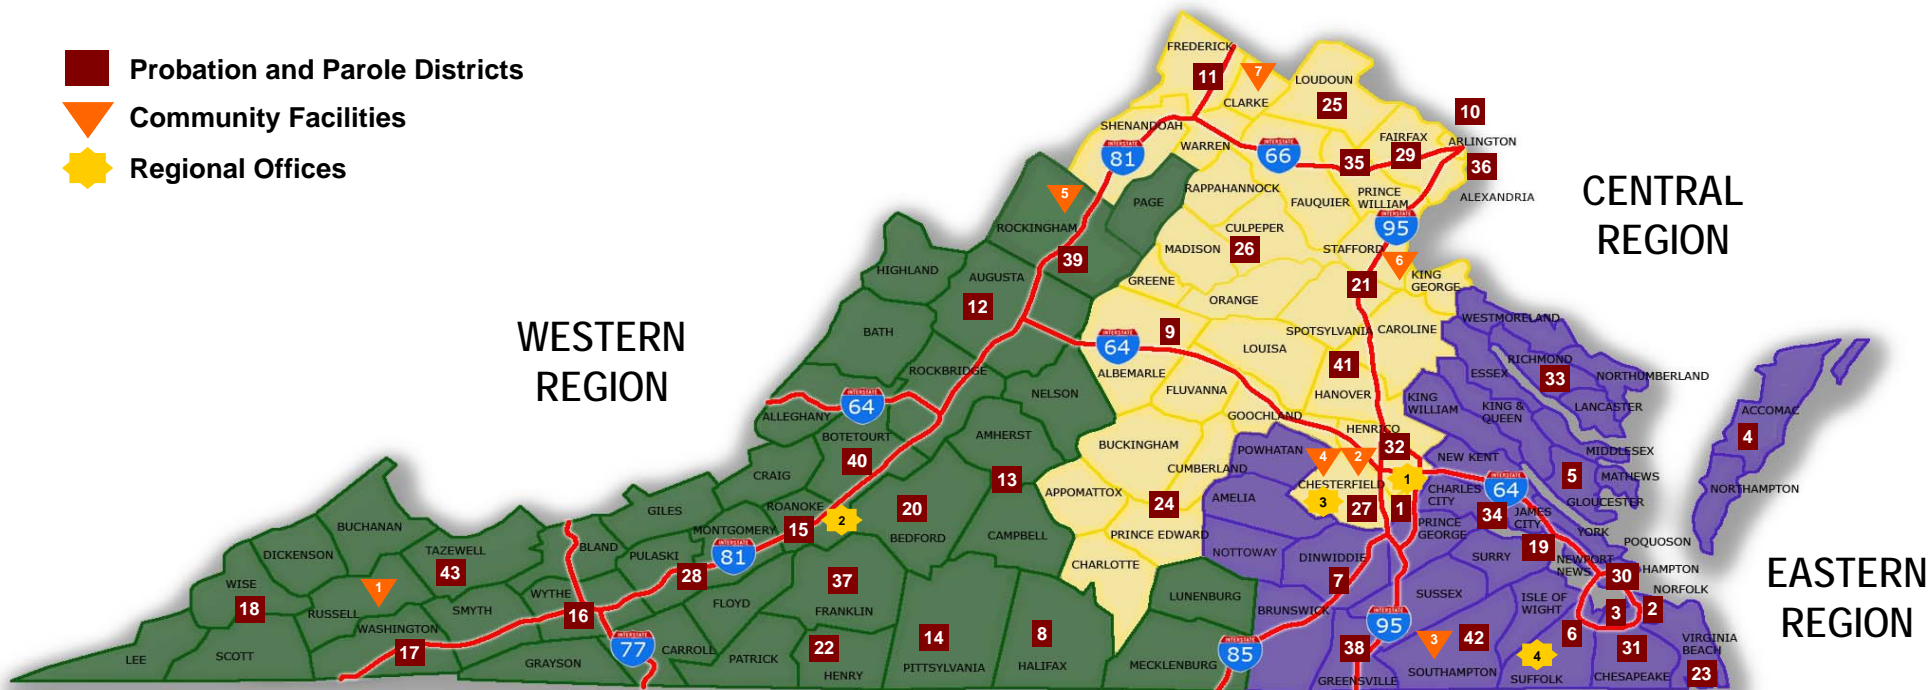 Probation and Parole Districts
Community Facilities
Regional Offices
WESTERN
REGION
CENTRAL
REGION
EASTERN
REGION
FREDERICK
11
7
CLARKE
LOUDOUN
25
10
SHENANDOAH
INTERSTATE
81
WARREN
INTERSTATE
66
35
FAIRFAX
29
ARLINGTON
36
ALEXANDRIA
RAPPAHANNOCK
FAUQUIER
PRINCE
WILLIAM
INTERSTATE
95
5
ROCKINGHAM
PAGE
39
CULPEPER
26
MADISON
STAFFORD
6
KING
GEORGE
21
GREENE
ORANGE
HIGHLAND
AUGUSTA
12
BATH
INTERSTATE
64
9
ALBEMARLE
LOUISA
SPOTSYLVANIA
CAROLINE
41
HANOVER
FLUVANNA
GOOCHLAND
HENRICO
32
ROCKBRIDGE
NELSON
ALLEGHANY
INTERSTATE
64
BOTETOURT
40
AMHERST
13
CRAIG
ROANOKE
15
2
20
BEDFORD
CAMPBELL
BUCKINGHAM
CUMBERLAND
APPOMATTOX
24
PRINCE EDWARD
CHARLOTTE
POWHATAN
4
2
CHESTERFIELD
3
27
1
1
AMELIA
NOTTOWAY
DINWIDDIE
7
PRINCE
GEORGE
WESTMORELAND
RICHMOND
33
ESSEX
NORTHUMBERLAND
LANCASTER
KING
WILLIAM
KING &
QUEEN
MIDDLESEX
5
MATHEWS
GLOUCESTER
NEW KENT
INTERSTATE
64
CHARLES
CITY
34
JAMES
CITY
YORK
POQUOSON
19
NEWPORT
NEWS
HAMPTON
30
NORFOLK
3
2
SURRY
SUSSEX
ISLE OF
WIGHT
6
31
VIRGINIA
BEACH
23
CHESAPEAKE
4
SUFFOLK
3
42
SOUTHAMPTON
INTERSTATE
95
38
GREENSVILLE
BRUNSWICK
INTERSTATE
85
MECKLENBURG
LUNENBURG
ACCOMAC
4
NORTHAMPTON
BUCHANAN
DICKENSON
TAZEWELL
43
WISE
18
RUSSELL
1
WASHINGTON
17
SMYTH
LEE
SCOTT
BLAND
GILES
PULASKI
MONTGOMERY
INTERSTATE
81
28
WYTHE
16
FLOYD
37
FRANKLIN
GRAYSON
INTERSTATE
77
CARROLL
PATRICK
22
HENRY
14
PITTSYLVANIA
8
HALIFAX